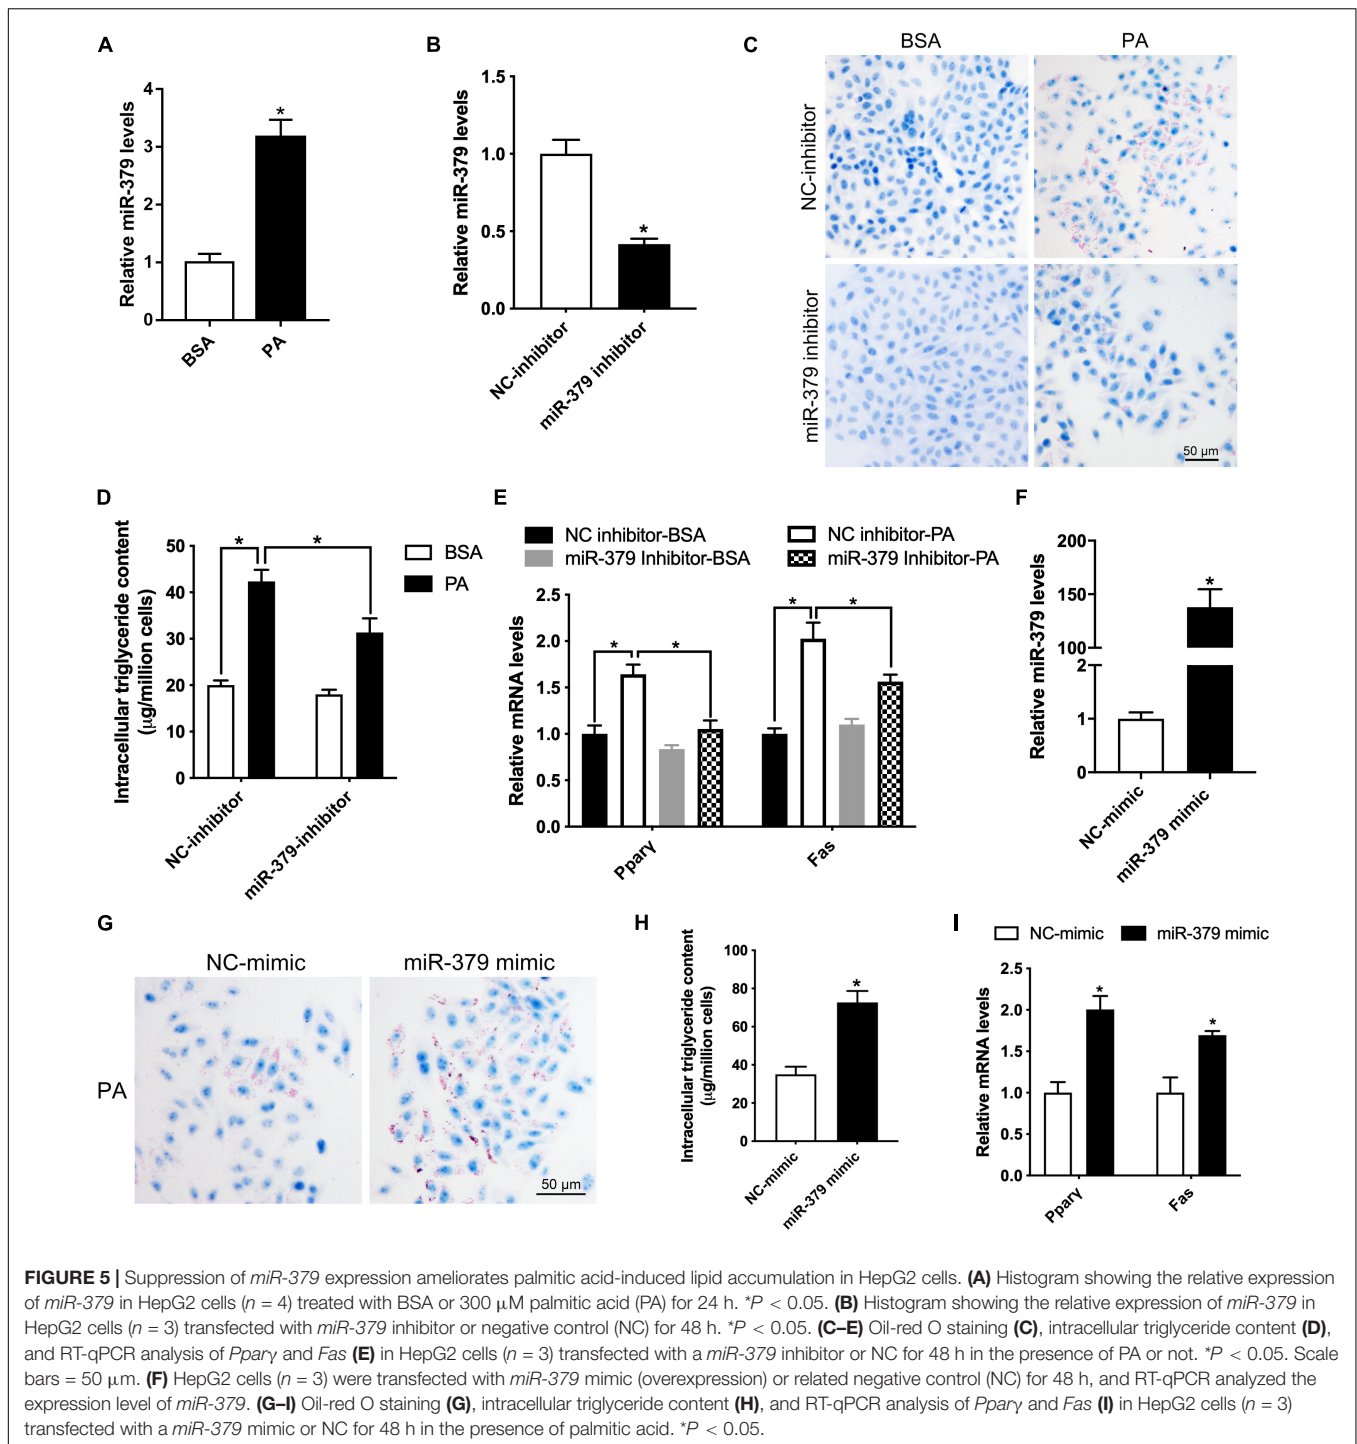 A
Relative miR-379 levels
4
3
2
1
0
*
BSA
PA
B
Relative miR-379 levels
1.5
1.0
0.5
0.0
*
NC-inhibitor
miR-379 inhibitor
C
BSA
PA
NC-inhibitor
miR-379 inhibitor
50 μm
D
Intracellular triglyceride content
(μg/million cells)
50
40
30
20
10
0
*
*
BSA
PA
NC-inhibitor
miR-379-inhibitor
E
NC inhibitor-BSA
NC inhibitor-PA
miR-379 Inhibitor-BSA
miR-379 Inhibitor-PA
Relative mRNA levels
2.5
2.0
1.5
1.0
0.5
0.0
*
*
*
*
Pparγ
Fas
F
Relative miR-379 levels
200
150
100
2
1
0
*
NC-mimic
miR-379 mimic
G
NC-mimic
miR-379 mimic
PA
50 μm
H
Intracellular triglyceride content
(μg/million cells)
100
80
60
40
20
0
*
NC-mimic
miR-379 mimic
I
NC-mimic
miR-379 mimic
Relative mRNA levels
2.5
2.0
1.5
1.0
0.5
0.0
*
*
Pparγ
Fas
FIGURE 5 | Suppression of miR-379 expression ameliorates palmitic acid-induced lipid accumulation in HepG2 cells. (A) Histogram showing the relative expression
of miR-379 in HepG2 cells (n = 4) treated with BSA or 300 μM palmitic acid (PA) for 24 h. *P < 0.05. (B) Histogram showing the relative expression of miR-379 in
HepG2 cells (n = 3) transfected with miR-379 inhibitor or negative control (NC) for 48 h. *P < 0.05. (C–E) Oil-red O staining (C), intracellular triglyceride content (D),
and RT-qPCR analysis of Pparγ and Fas (E) in HepG2 cells (n = 3) transfected with a miR-379 inhibitor or NC for 48 h in the presence of PA or not. *P < 0.05. Scale
bars = 50 μm. (F) HepG2 cells (n = 3) were transfected with miR-379 mimic (overexpression) or related negative control (NC) for 48 h, and RT-qPCR analyzed the
expression level of miR-379. (G–I) Oil-red O staining (G), intracellular triglyceride content (H), and RT-qPCR analysis of Pparγ and Fas (I) in HepG2 cells (n = 3)
transfected with a miR-379 mimic or NC for 48 h in the presence of palmitic acid. *P < 0.05.